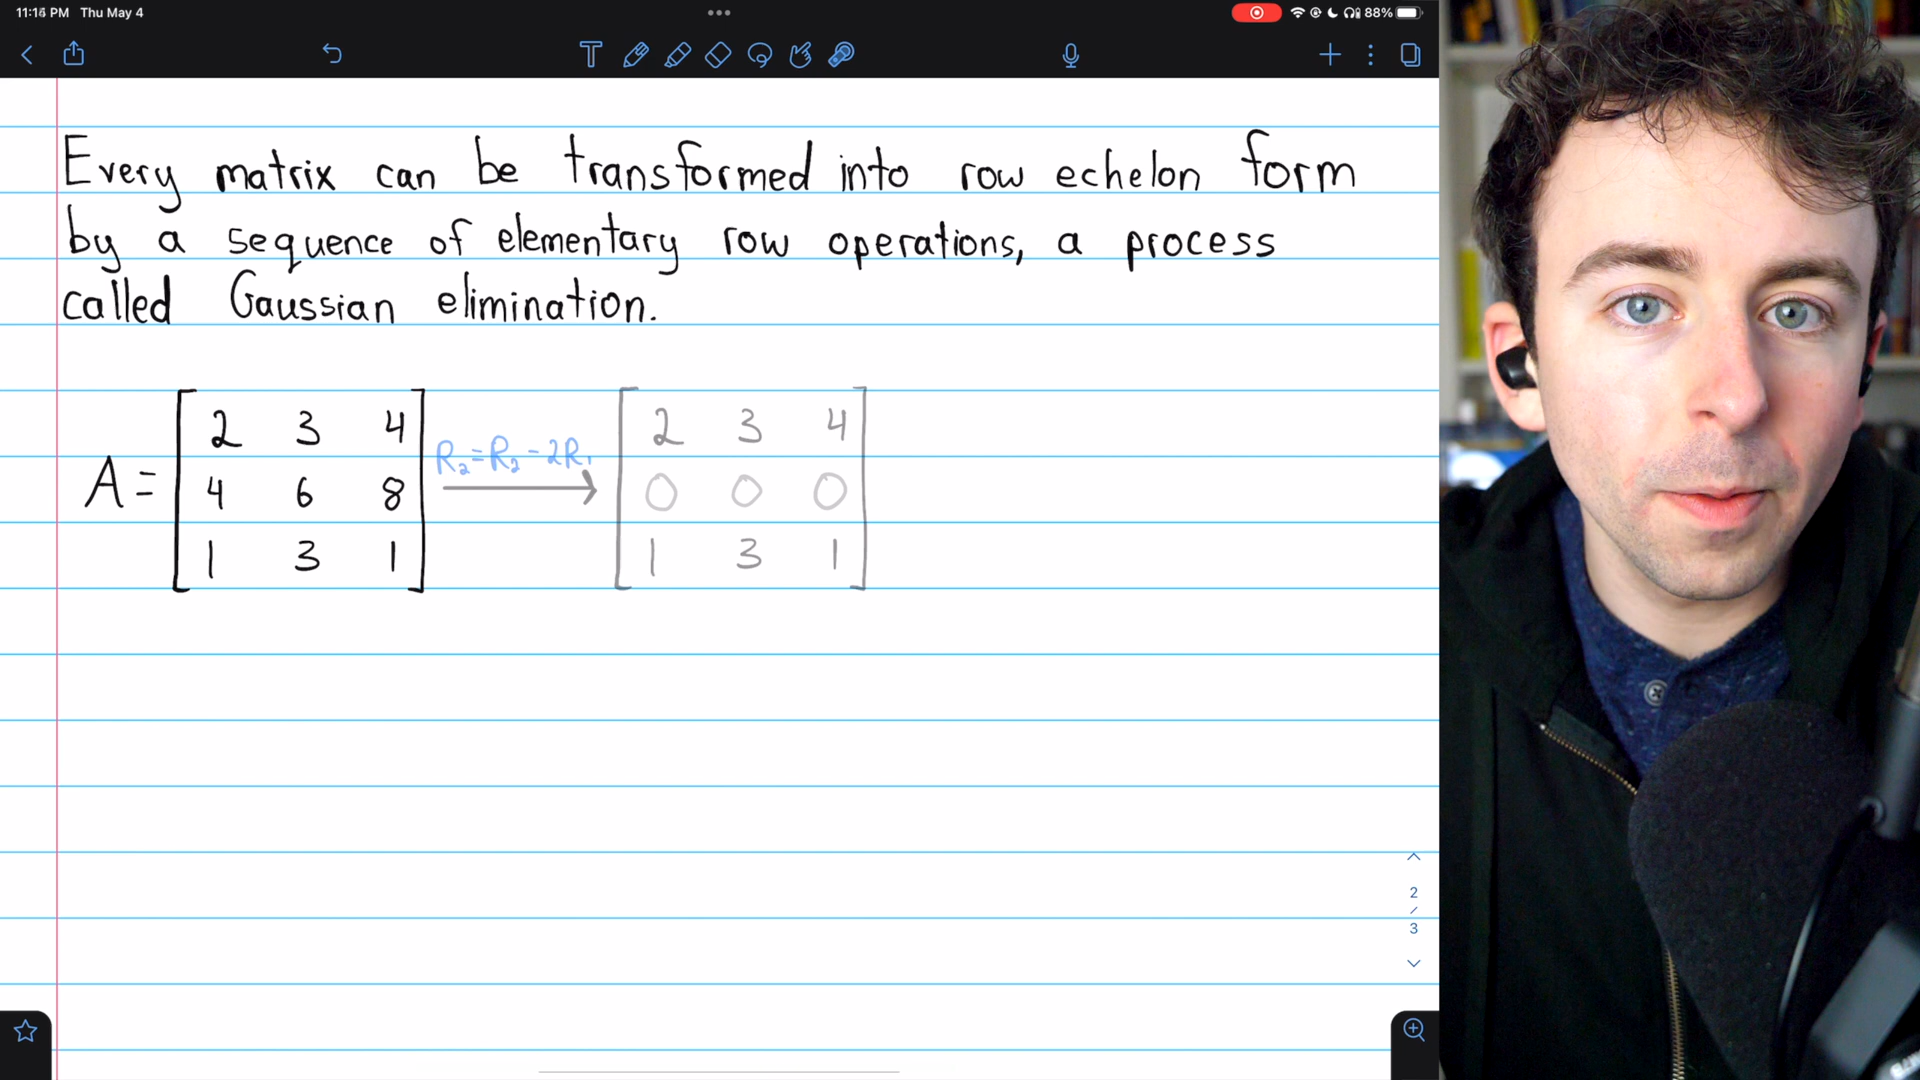 11:16 PM Thu May 4
88%
Every matrix can be transformed into row echelon form
by a sequence of elementary row operations, a process
called Gaussian elimination.
A = [ 2 3 4
4 6 8
1 3 1 ]
R₂=R₂-2R₁ →
[ 2 3 4
0 0 0
1 3 1 ]
2
/
3